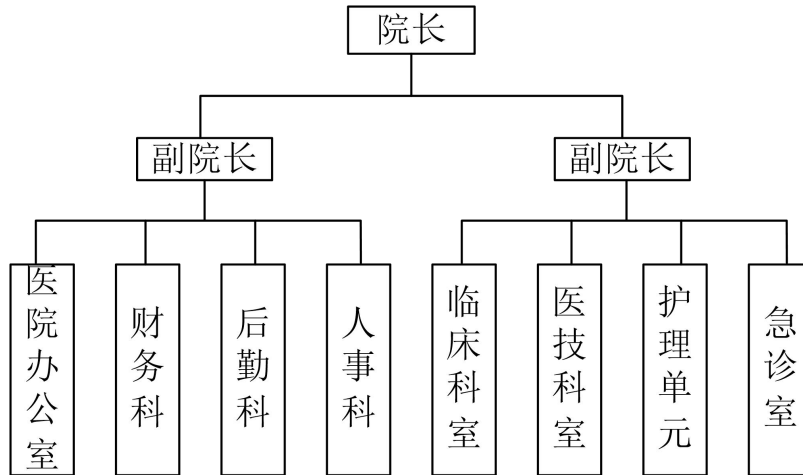 院长
副院长
副院长
医院办公室
财务科
后勤科
人事科
临床科室
医技科室
护理单元
急诊室